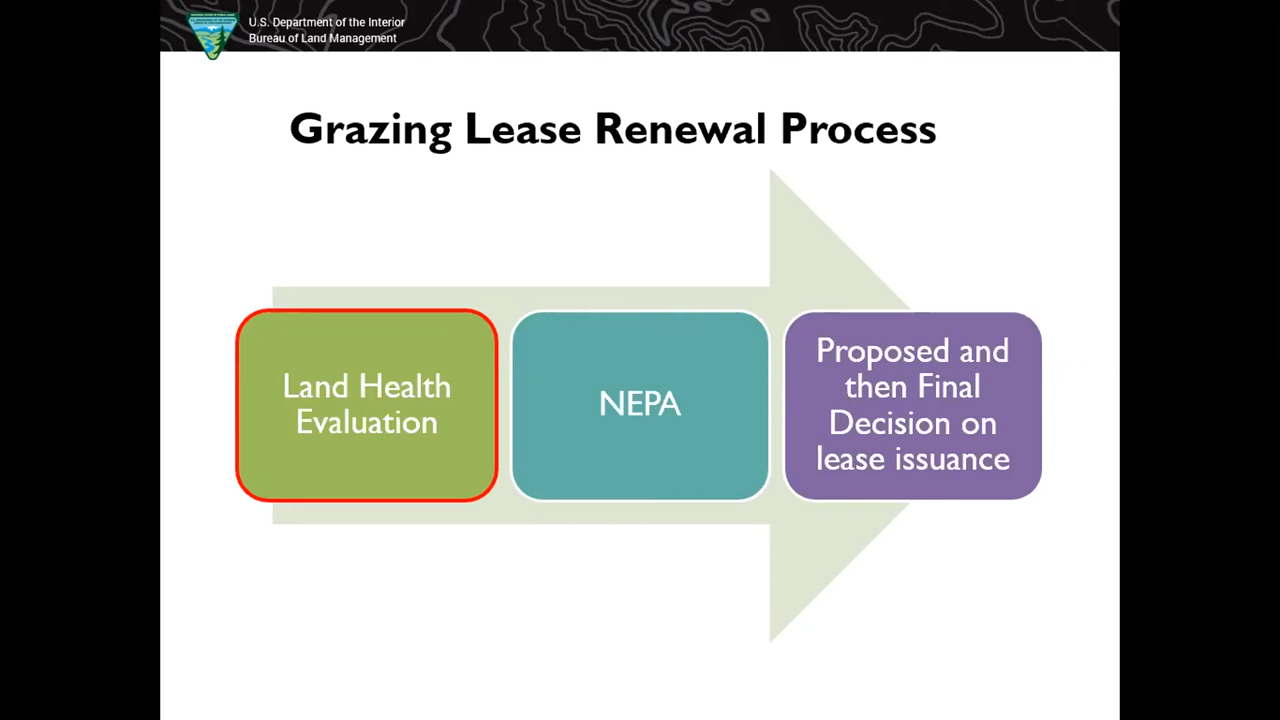 U.S. Department of the Interior
Bureau of Land Management
Grazing Lease Renewal Process
Land Health
Evaluation
NEPA
Proposed and
then Final
Decision on
lease issuance